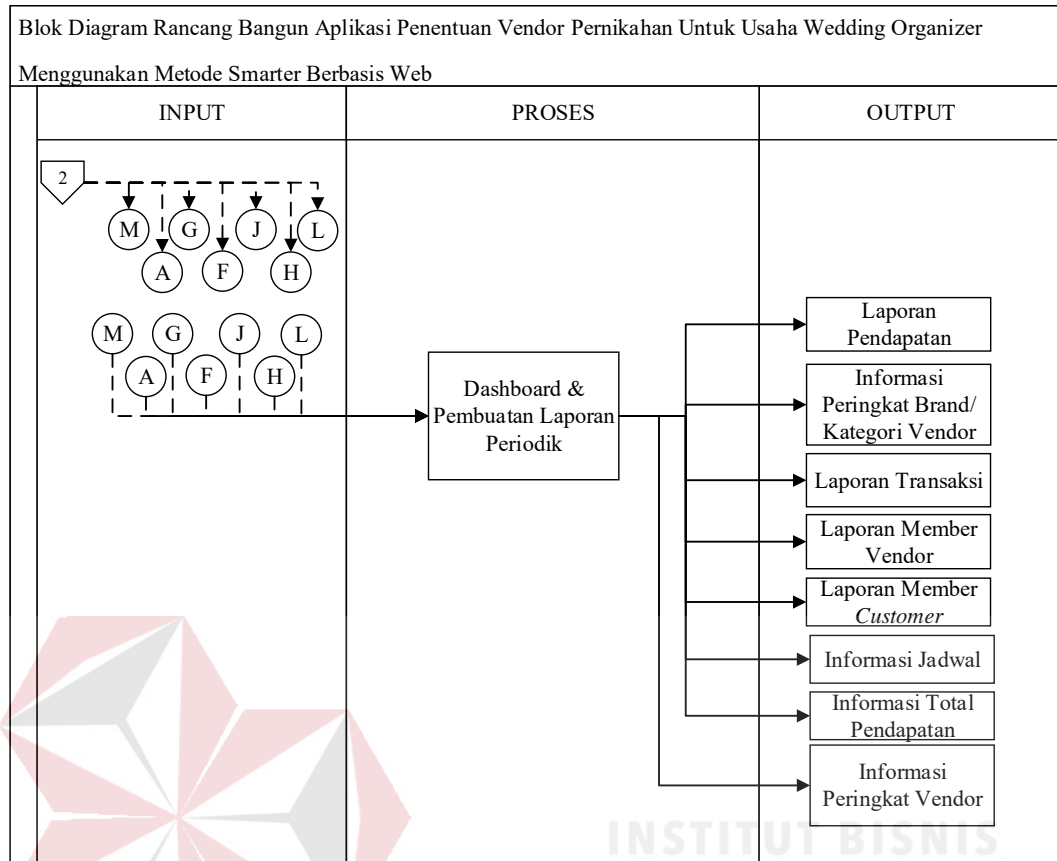 Blok Diagram Rancang Bangun Aplikasi Penentuan Vendor Pernikahan Untuk Usaha Wedding Organizer
Menggunakan Metode Smarter Berbasis Web
INPUT
PROSES
OUTPUT
2
M
G
J
L
A
F
H
M
G
J
L
A
F
H
Dashboard &
Pembuatan Laporan
Periodik
Laporan
Pendapatan
Informasi
Peringkat Brand/
Kategori Vendor
Laporan Transaksi
Laporan Member
Vendor
Laporan Member
Customer
Informasi Jadwal
Informasi Total
Pendapatan
Informasi
Peringkat Vendor
INSTITUT BISNIS